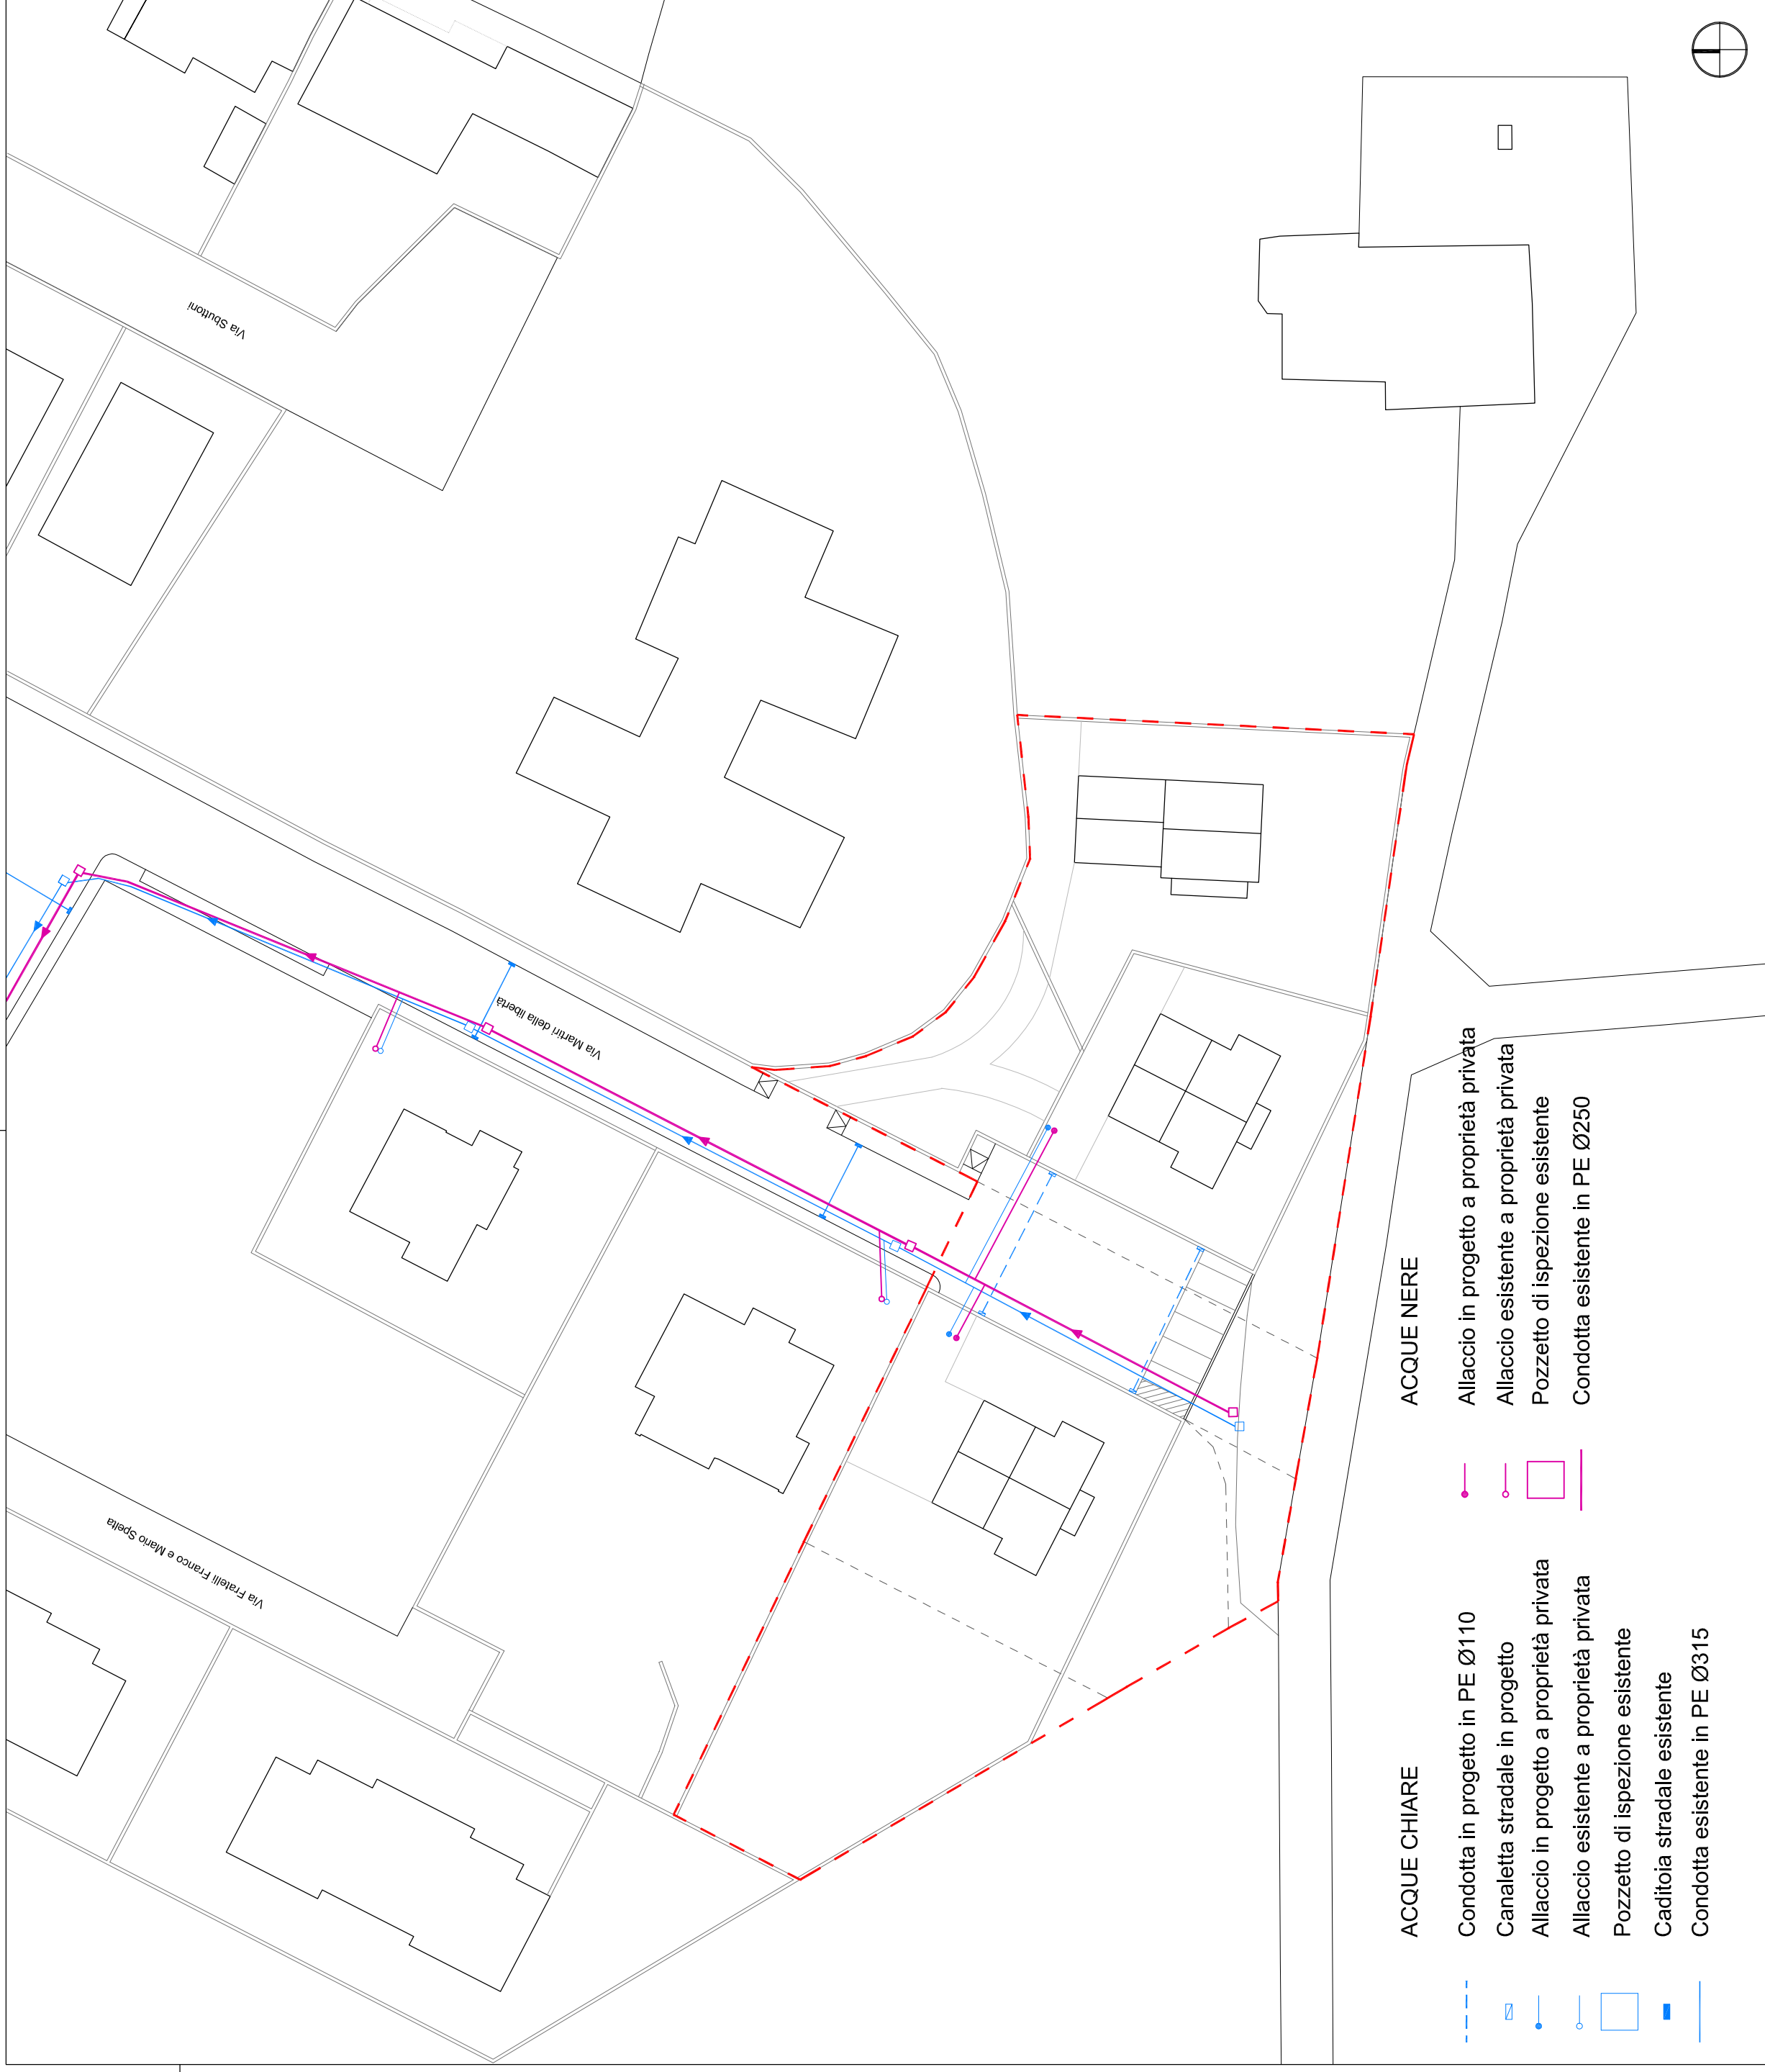 Via Sbuttoni
Via Martiri della libertà
Via Fratelli Franco e Mario Spelta
ACQUE CHIARE
Condotta in progetto in PE Ø110
Canaletta stradale in progetto
Allaccio in progetto a proprietà privata
Allaccio esistente a proprietà privata
Pozzetto di ispezione esistente
Caditoia stradale esistente
Condotta esistente in PE Ø315
ACQUE NERE
Allaccio in progetto a proprietà privata
Allaccio esistente a proprietà privata
Pozzetto di ispezione esistente
Condotta esistente in PE Ø250